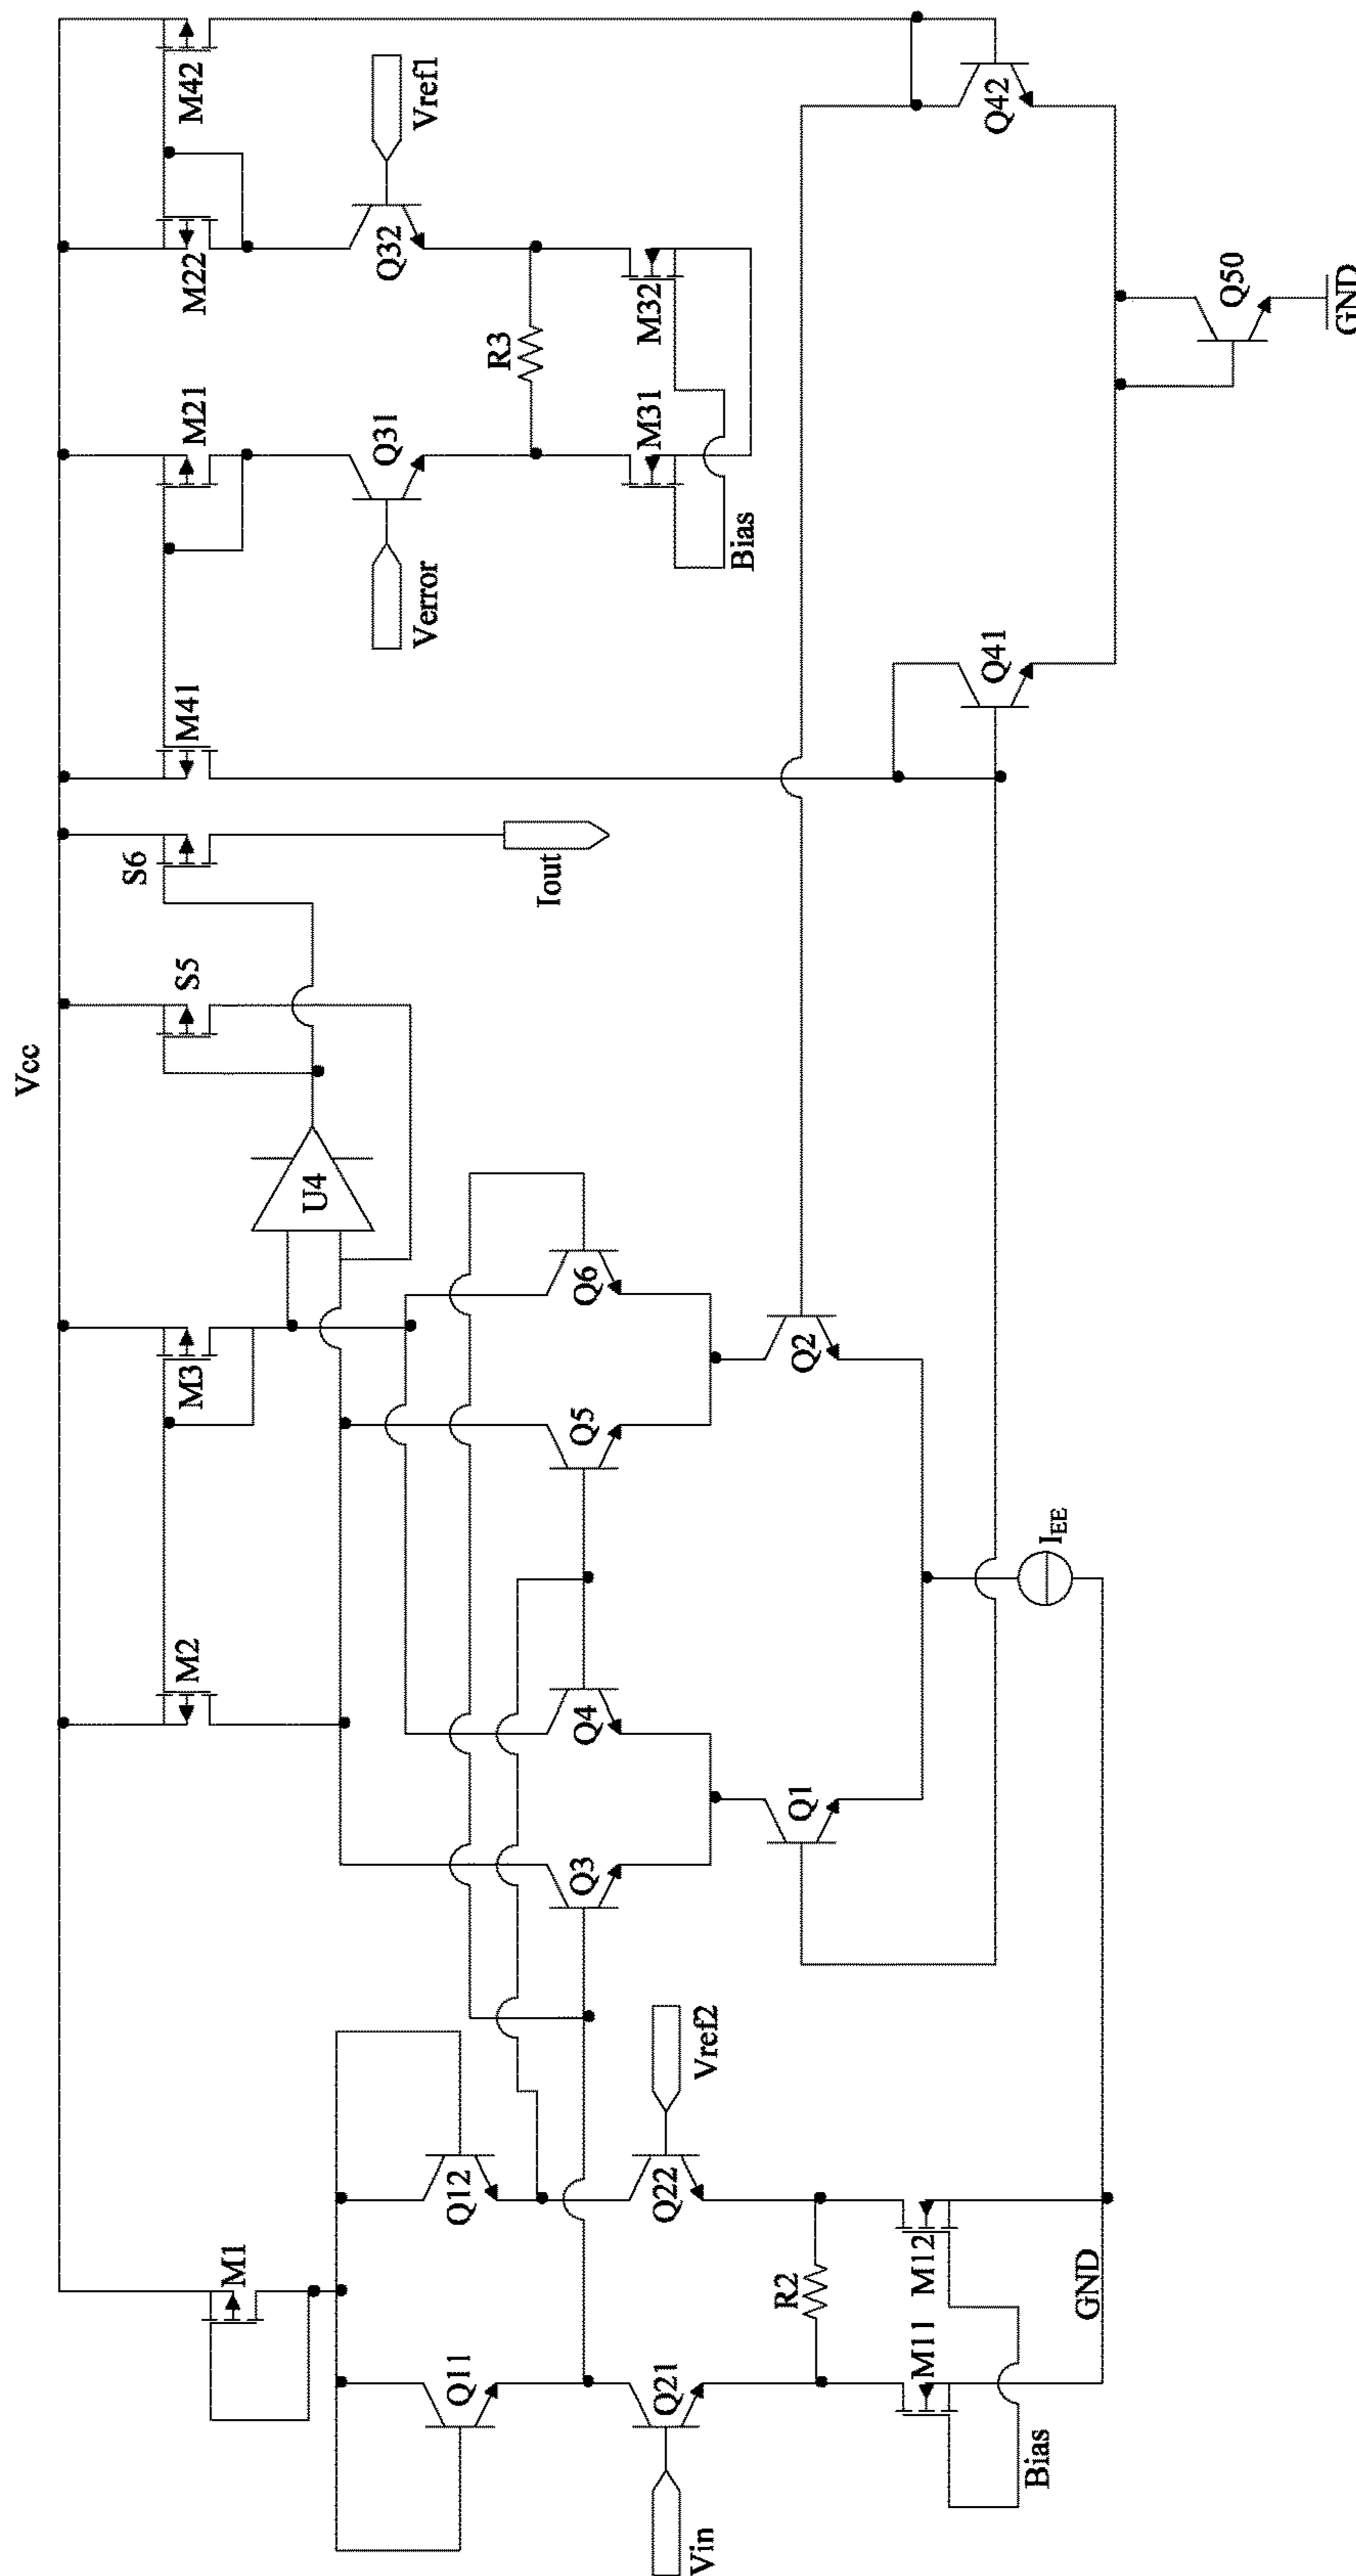 Vcc
M1
M2
M3
U4
S5
S6
M41
M21
M22
M42
Q11
Q12
Q3
Q4
Q5
Q6
Iout
Verror
Q31
Q32
Vref1
Vin
Q21
Q22
Vref2
R3
R2
Q1
Q2
M31
M32
Bias
M11
M12
Bias
GND
IEE
Q41
Q42
Q50
GND